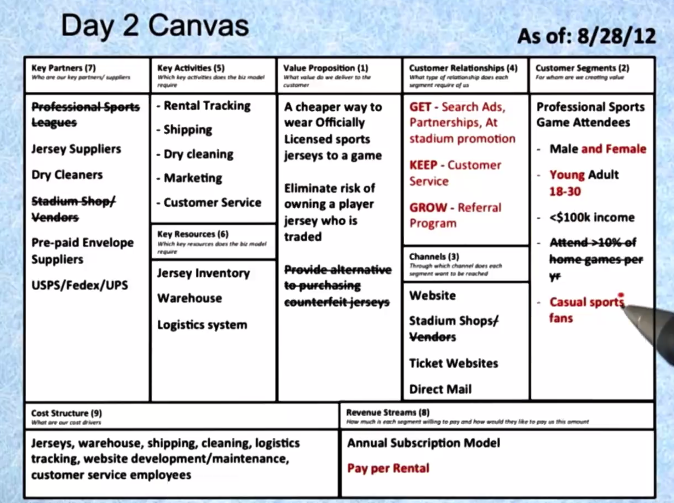 Day 2 Canvas
As of: 8/28/12
Key Partners (7)
Who are our key partners/ suppliers
Professional Sports
Leagues
Jersey Suppliers
Dry Cleaners
Stadium Shop/
Vendors
Pre-paid Envelope
Suppliers
USPS/Fedex/UPS
Key Activities (5)
Which key activities does the biz model
require
- Rental Tracking
- Shipping
- Dry cleaning
- Marketing
- Customer Service
Key Resources (6)
Which key resources does the biz model
require
Jersey Inventory
Warehouse
Logistics system
Value Proposition (1)
What value do we deliver to the
customer
A cheaper way to
wear Officially
Licensed sports
jerseys to a game
Eliminate risk of
owning a player
jersey who is
traded
Provide alternative
to purchasing
counterfeit jerseys
Customer Relationships (4)
What type of relationship does each
segment require of us
GET - Search Ads,
Partnerships, At
stadium promotion
KEEP - Customer
Service
GROW - Referral
Program
Channels (3)
Through which channel does each
segment want to be reached
Website
Stadium Shops/
Vendors
Ticket Websites
Direct Mail
Customer Segments (2)
For whom are we creating value
Professional Sports
Game Attendees
- Male and Female
- Young Adult
18-30
- <$100k income
- Attend >10% of
home games per
yr
- Casual sports
fans
Cost Structure (9)
What are our cost drivers
Jerseys, warehouse, shipping, cleaning, logistics
tracking, website development/maintenance,
customer service employees
Revenue Streams (8)
How much is each segment willing to pay and how would they like to pay us this amount
Annual Subscription Model
Pay per Rental